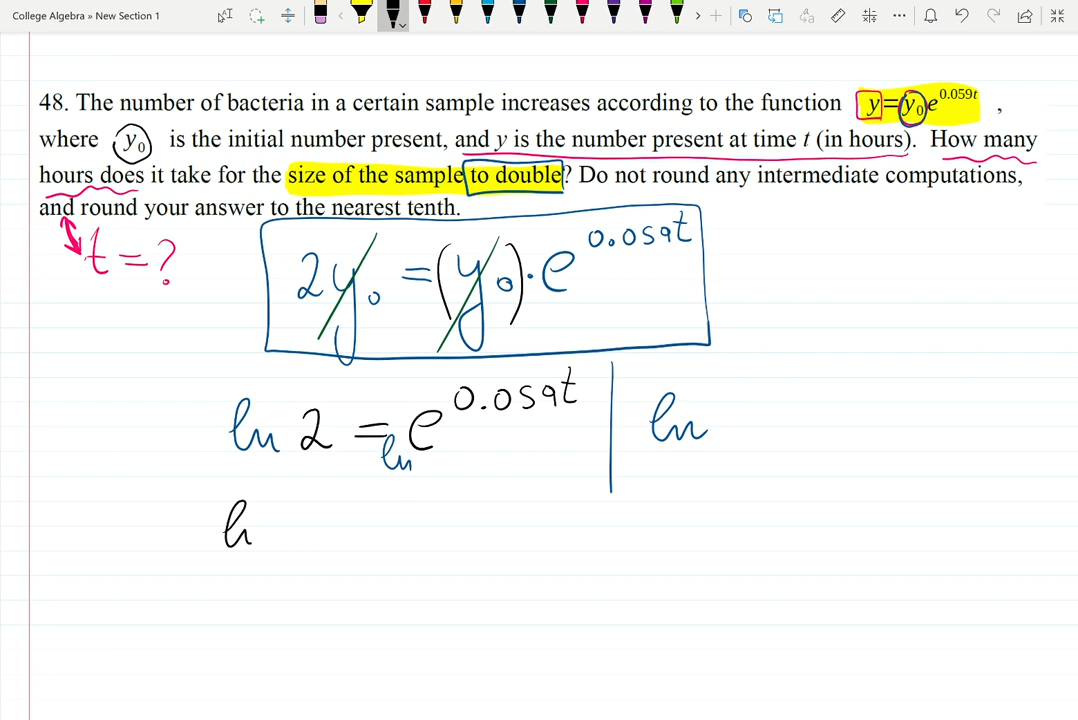 College Algebra » New Section 1
48. The number of bacteria in a certain sample increases according to the function y=y₀e^0.059t ,
where y₀ is the initial number present, and y is the number present at time t (in hours). How many
hours does it take for the size of the sample to double? Do not round any intermediate computations,
and round your answer to the nearest tenth.
t = ?
2y₀ = (y₀)·e^0.059t
ln 2 = ln e^0.059t | ln